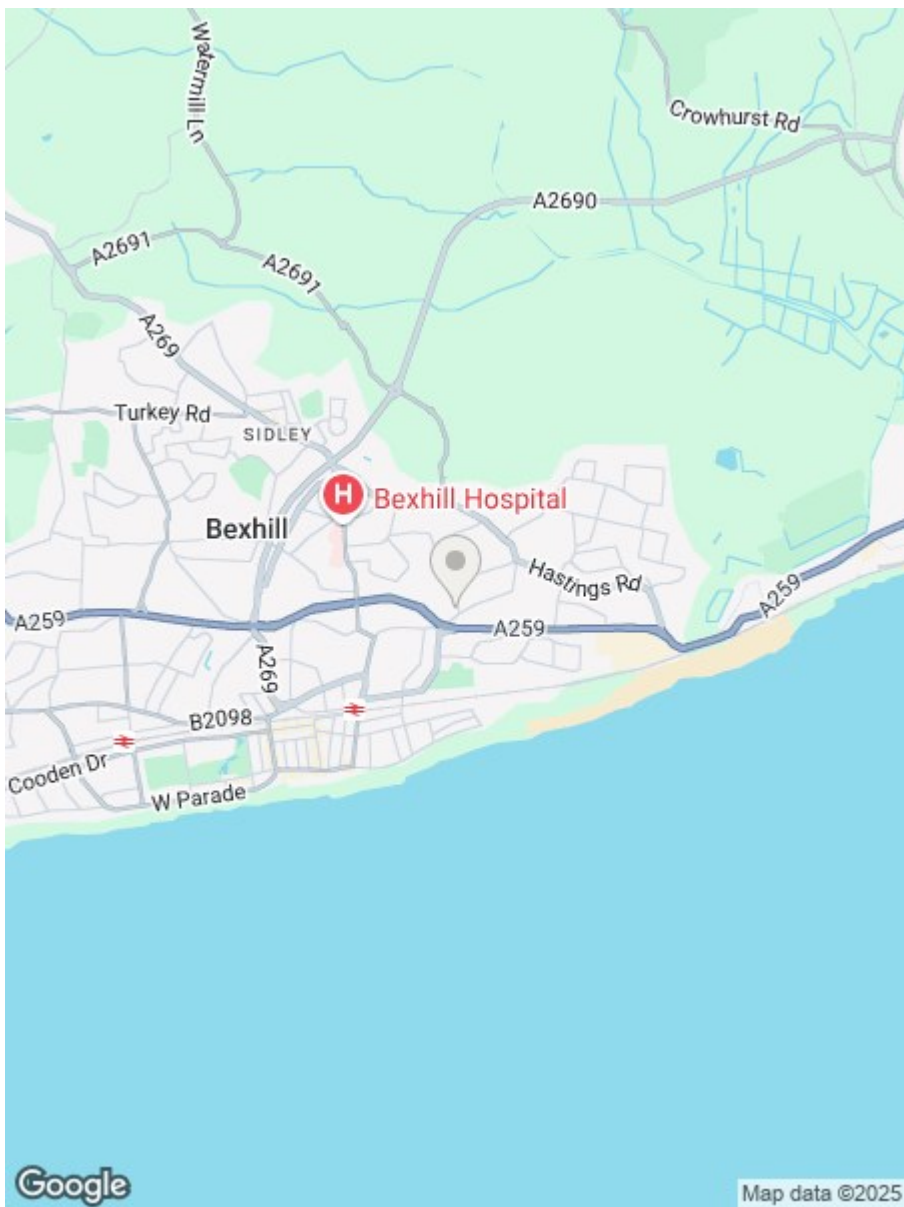 Watermill Ln
Crowhurst Rd
A2690
A2691
A2691
A269
Turkey Rd
SIDLEY
H
Bexhill Hospital
Bexhill
Hastings Rd
A259
A259
A259
A269
B2098
Cooden Dr
W Parade
Google
Map data ©2025